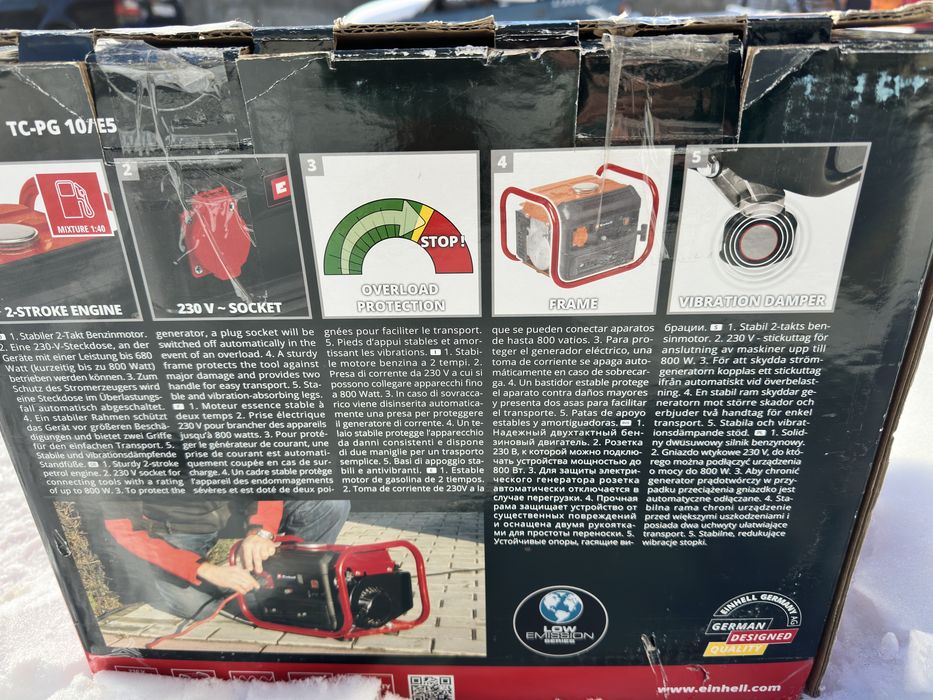 TC-PG 10/E5
MIXTURE 1:40
2-STROKE ENGINE
2
230 V ~ SOCKET
3
STOP!
OVERLOAD
PROTECTION
4
FRAME
5
VIBRATION DAMPER
1. Stabiler 2-Takt Benzinmotor.
2. Eine 230-V-Steckdose, an der
Geräte mit einer Leistung bis 680
Watt (kurzeitig bis zu 800 Watt)
betrieben werden können. 3. Zum
Schutz des Stromerzeugers wird
eine Steckdose im Überlastungs-
fall automatisch abgeschaltet.
4. Ein stabiler Rahmen schützt
das Gerät vor größeren Beschä-
digungen und bietet zwei Griffe
für den einfachen Transport. 5.
Stabile und vibrationsdämpfende
Standfüße. 1. Sturdy 2-stroke
petrol engine. 2. 230 V socket for
connecting tools with a rating
of up to 800 W. 3. To protect the
generator, a plug socket will be
switched off automatically in the
event of an overload. 4. A sturdy
frame protects the tool against
major damage and provides two
handle for easy transport. 5. Sta-
ble and vibration-absorbing legs.
1. Moteur essence stable à
deux temps 2. Prise électrique
230 V pour brancher des appareils
jusqu'à 800 watts. 3. Pour proté-
ger le générateur de courant, une
prise de courant est automati-
quement coupée en cas de sur-
charge. 4. Un cadre stable protège
l'appareil des endommagements
sévères et est doté de deux poi-
gnées pour faciliter le transport.
5. Pieds d'appui stables et amor-
tissant les vibrations. 1. Stabi-
le motore benzina a 2 tempi. 2.
Presa di corrente da 230 V a cui si
possono collegare apparecchi fino
a 800 Watt. 3. In caso di sovracca-
rico viene disinserita automatica-
mente una presa per proteggere
il generatore di corrente. 4. Un te-
laio stabile protegge l'apparecchio
da danni consistenti e dispone
di due maniglie per un trasporto
semplice. 5. Basi di appoggio sta-
bili e antivibranti. 1. Estable
motor de gasolina de 2 tiempos.
2. Toma de corriente de 230V a la
que se pueden conectar aparatos
de hasta 800 vatios. 3. Para pro-
teger el generador eléctrico, una
toma de corriente se apaga auto-
máticamente en caso de sobrecar-
ga. 4. Un bastidor estable protege
el aparato contra daños mayores
y presenta dos asas para facilitar
el transporte. 5. Patas de apoyo
estables y amortiguadoras. 1.
Надежный двухтактный бен-
зиновый двигатель. 2. Розетка
230 В, к которой можно подклю-
чать устройства мощностью до
800 Вт. 3. Для защиты электри-
ческого генератора розетка
автоматически отключается в
случае перегрузки. 4. Прочная
рама защищает устройство от
существенных повреждений
и оснащена двумя рукоятка-
ми для простоты переноски. 5.
Устойчивые опоры, гасящие ви-
брации. S 1. Stabil 2-takts ben-
sinmotor. 2. 230 V - stickuttag för
anslutning av maskiner upp till
800 W. 3. För att skydda ström-
generatorn kopplas ett stickuttag
ifrån automatiskt vid överbelast-
ning. 4. En stabil ram skyddar ge-
neratorn mot större skador och
erbjuder två handtag för enkel
transport. 5. Stabila och vibrat-
ionsdämpande stöd. 1. Solid-
ny dwusuwowy silnik benzynowy.
2. Gniazdo wtykowe 230 V, do któ-
rego można podłączyć urządzenia
o mocy do 800 W. 3. Aby chronić
generator prądotwórczy w przy-
padku przeciążenia gniazdko jest
automatycznie odłączane. 4. Sta-
bilna rama chroni urządzenie
przed większymi uszkodzeniami i
posiada dwa uchwyty ułatwiające
transport. 5. Stabilne, redukujące
wibracje stopki.
Einhell
LOW
EMISSION
SERIES
EINHELL GERMANY AG
GERMAN
DESIGNED
QUALITY
www.einhell.com